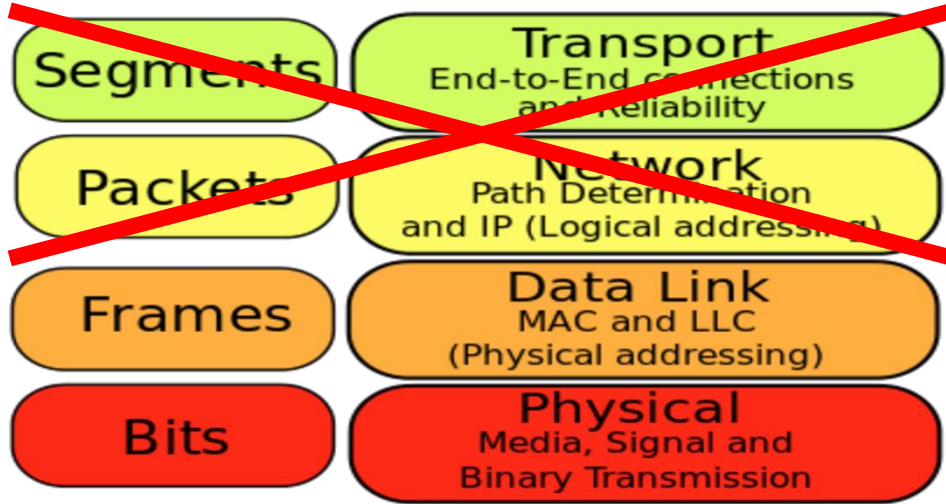 Segments
Transport
End-to-End connections
and Reliability
Packets
Network
Path Determination
and IP (Logical addressing)
Frames
Data Link
MAC and LLC
(Physical addressing)
Bits
Physical
Media, Signal and
Binary Transmission